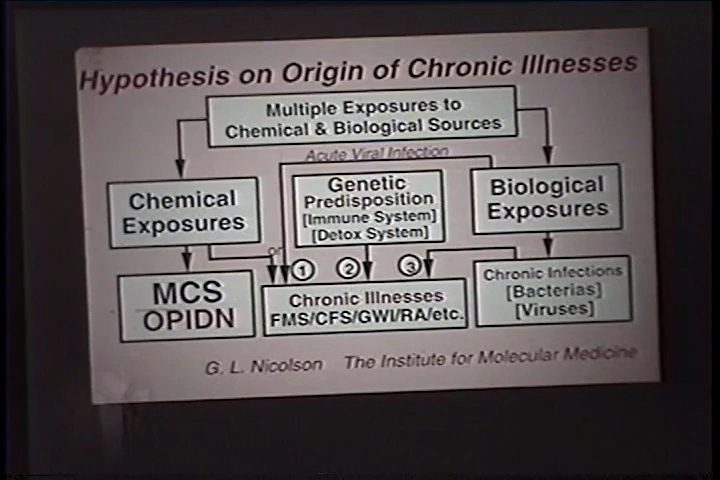 Hypothesis on Origin of Chronic Illnesses
Multiple Exposures to
Chemical & Biological Sources
Acute Viral Infection
Chemical
Exposures
Genetic
Predisposition
[Immune System]
[Detox System]
Biological
Exposures
or
1 2 3
MCS
OPIDN
Chronic Illnesses
FMS/CFS/GWI/RA/etc.
Chronic Infections
[Bacterias]
[Viruses]
G. L. Nicolson The Institute for Molecular Medicine